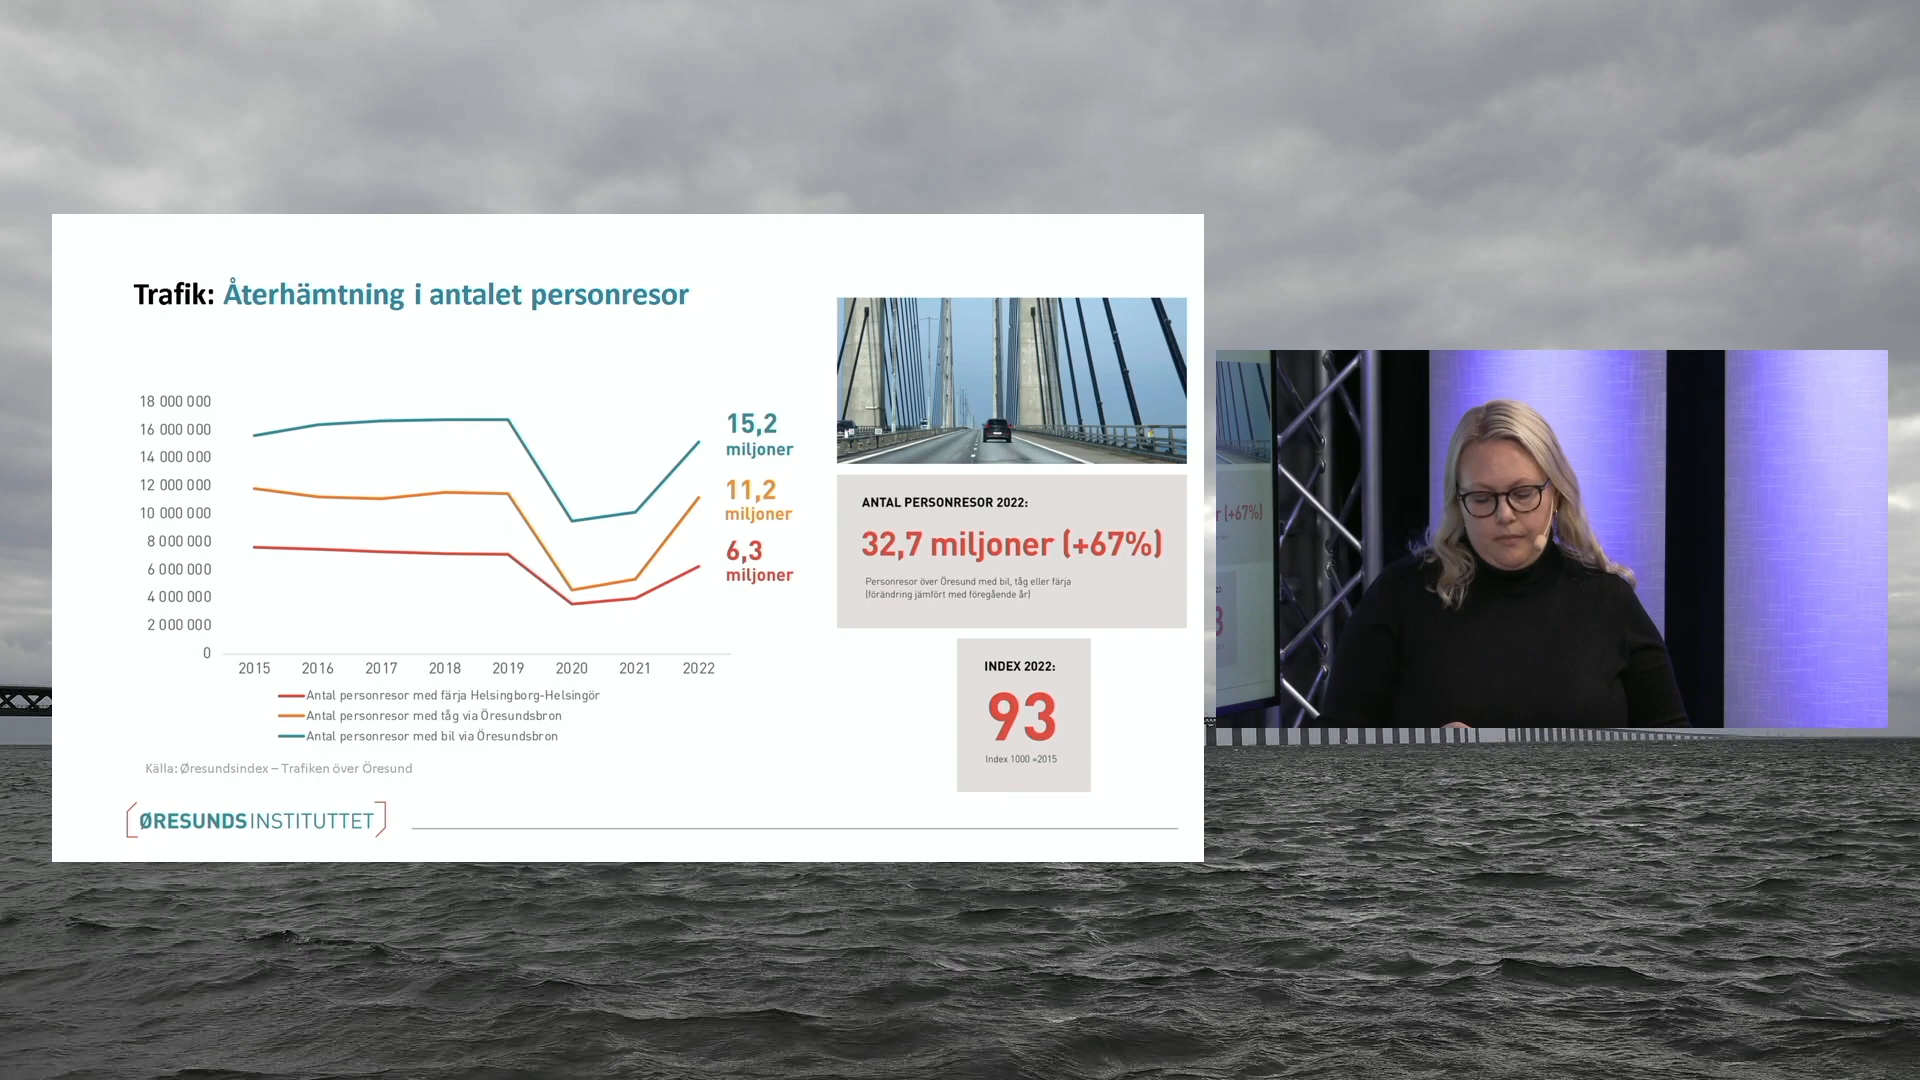 Trafik: Återhämtning i antalet personresor
18 000 000
16 000 000
14 000 000
12 000 000
10 000 000
8 000 000
6 000 000
4 000 000
2 000 000
0
2015 2016 2017 2018 2019 2020 2021 2022
15,2
miljoner
11,2
miljoner
6,3
miljoner
Antal personresor med färja Helsingborg-Helsingör
Antal personresor med tåg via Öresundsbron
Antal personresor med bil via Öresundsbron
Källa: Øresundsindex – Trafiken över Öresund
ØRESUNDSINSTITUTTET
ANTAL PERSONRESOR 2022:
32,7 miljoner (+67%)
Personresor över Öresund med bil, tåg eller färja
(förändring jämfört med föregående år)
INDEX 2022:
93
Index 1000 =2015
r (+67%)